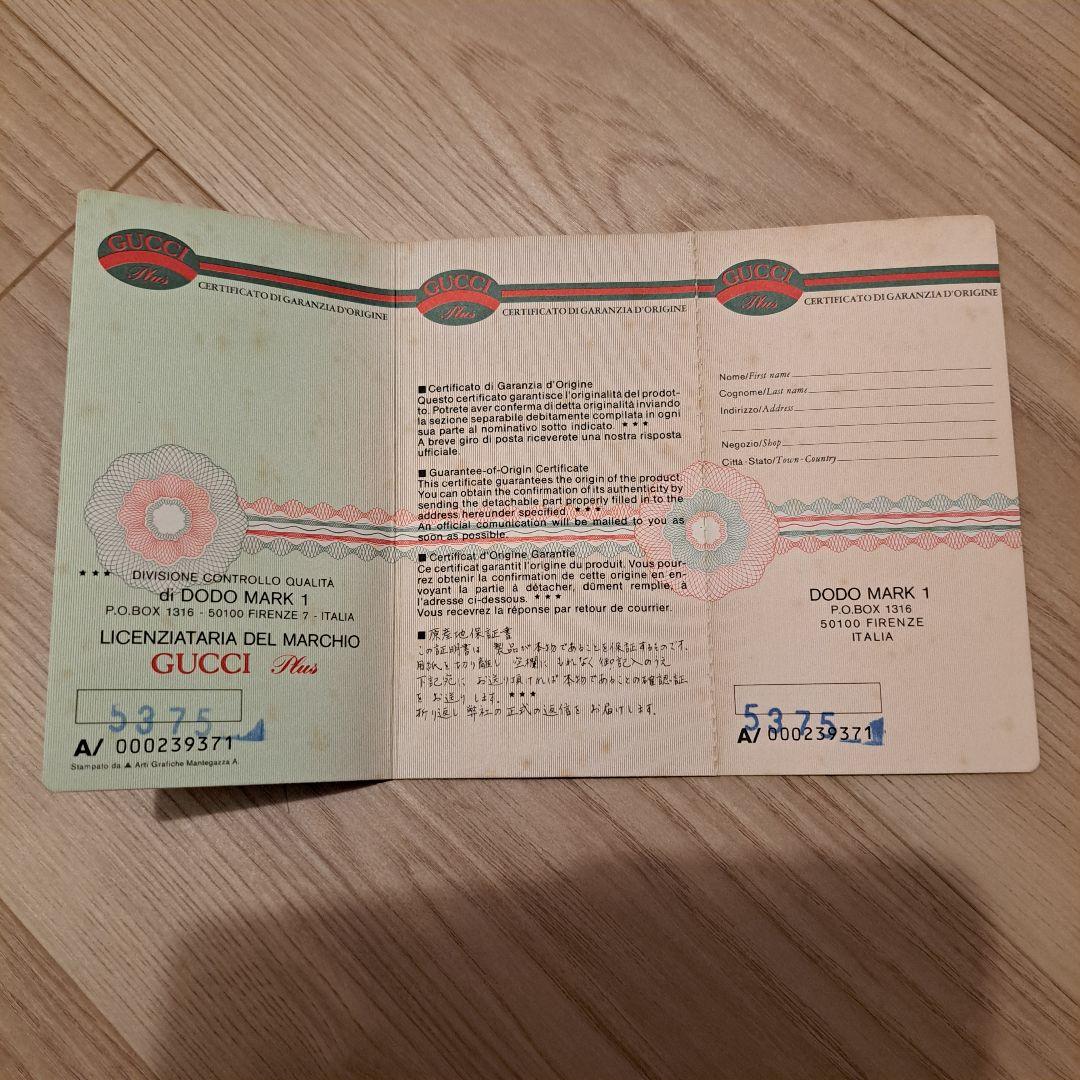 GUCCI
Plus
CERTIFICATO DI GARANZIA D'ORIGINE
★ ★ ★ DIVISIONE CONTROLLO QUALITÀ
di DODO MARK 1
P.O.BOX 1316 - 50100 FIRENZE 7 - ITALIA
LICENZIATARIA DEL MARCHIO
GUCCI Plus
5375
A/ 000239371
Stampato da ▲ Arti Grafiche Mantegazza A.
GUCCI
Plus
CERTIFICATO DI GARANZIA D'ORIGINE
■ Certificato di Garanzia d'Origine
Questo certificato garantisce l'originalità del prodot-
to. Potrete aver conferma di detta originalità inviando
la sezione separabile debitamente compilata in ogni
sua parte al nominativo sotto indicato. ★ ★ ★
A breve giro di posta riceverete una nostra risposta
ufficiale.
■ Guarantee-of-Origin Certificate
This certificate guarantees the origin of the product.
You can obtain the confirmation of its authenticity by
sending the detachable part properly filled in to the
address hereunder specified. ★ ★ ★
An official comunication will be mailed to you as
soon as possible.
■ Certificat d'Origine Garantie
Ce certificat garantit l'origine du produit. Vous pour-
rez obtenir la confirmation de cette origine en en-
voyant la partie à détacher, dûment remplie, à
l'adresse ci-dessous. ★ ★ ★
Vous recevrez la réponse par retour de courrier.
■ 原産地保証書
この証明書は 製品が本物であることを保証するものです.
用紙を切り離し 空欄に もれなく御記入のうえ
下記宛に お送り頂ければ本物であることの確認証
を お送り します. ★★★
折り返し 弊社の 正式の返信を お届けします.
GUCCI
Plus
CERTIFICATO DI GARANZIA D'ORIGINE
Nome/First name
Cognome/Last name
Indirizzo/Address
Negozio/Shop
Città-Stato/Town-Country
DODO MARK 1
P.O.BOX 1316
50100 FIRENZE
ITALIA
5375
A/ 000239371